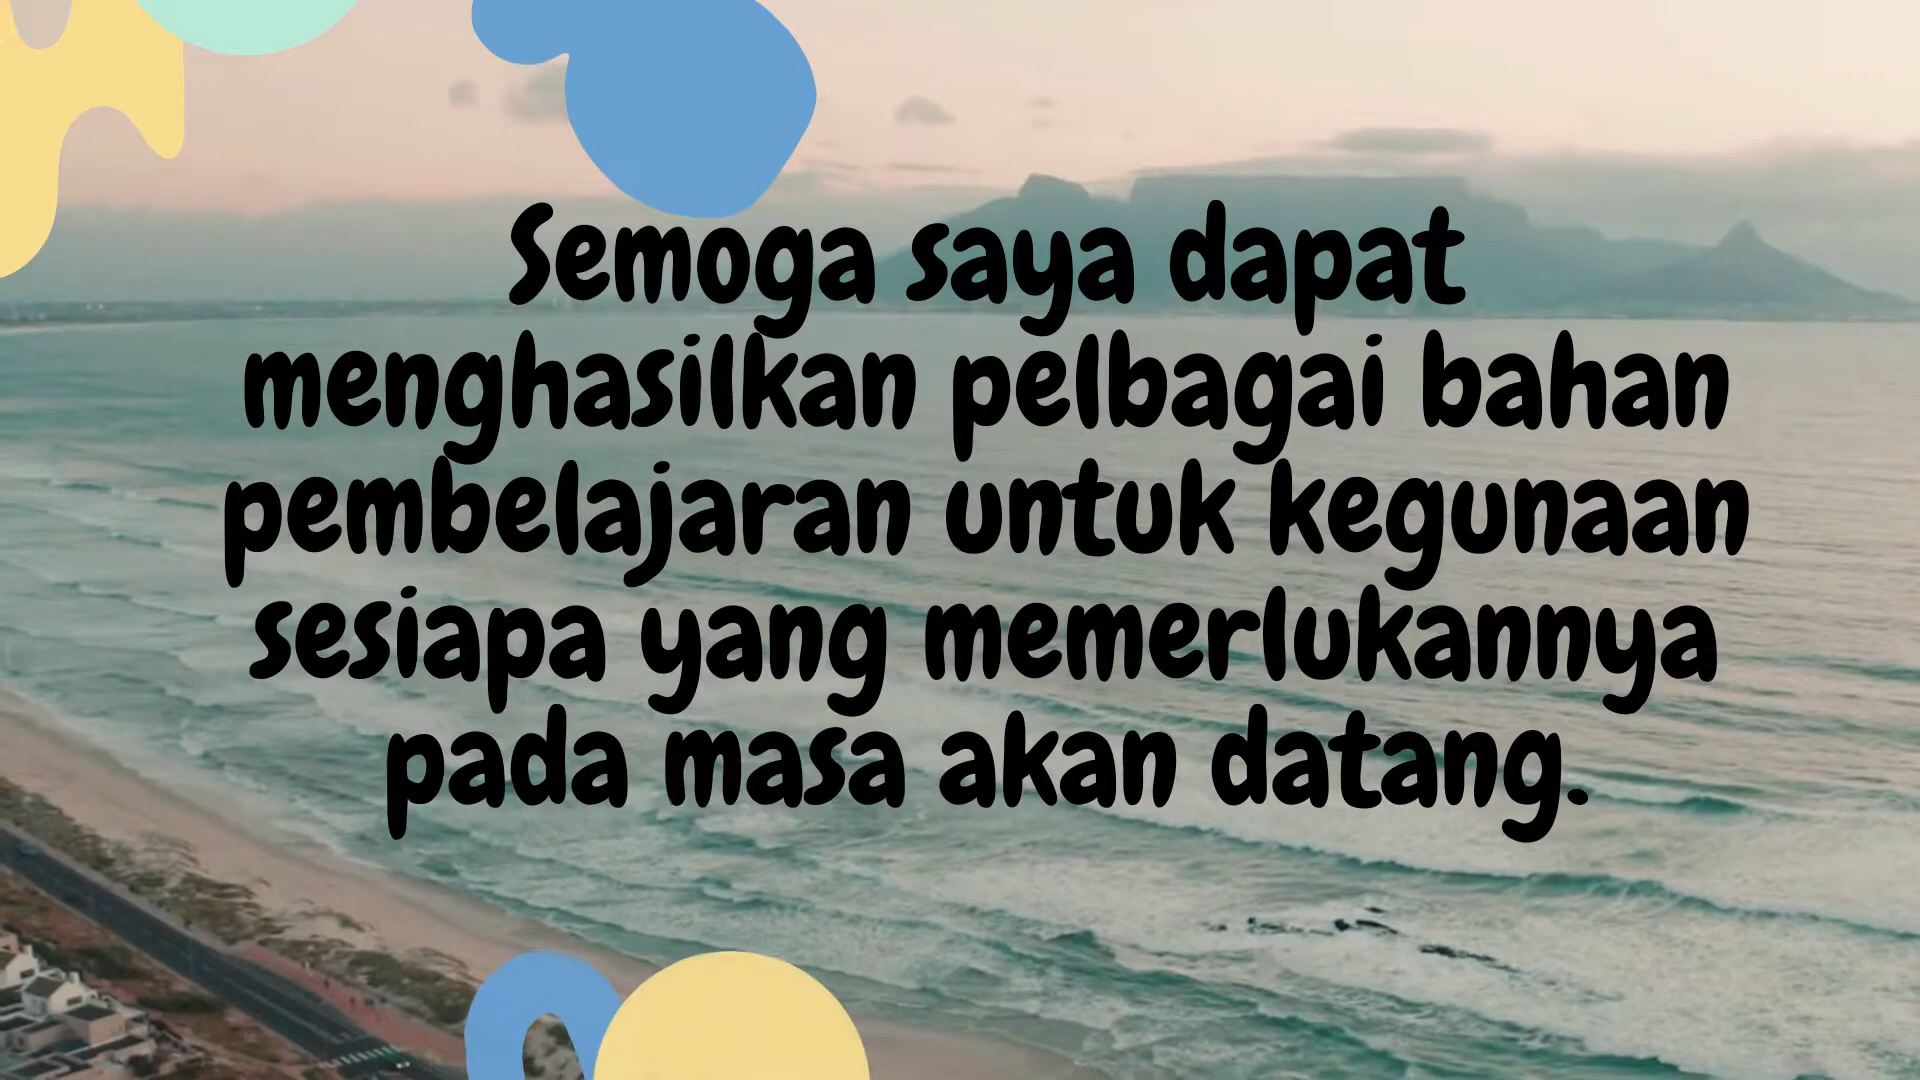 Semoga saya dapat
menghasilkan pelbagai bahan
pembelajaran untuk kegunaan
sesiapa yang memerlukannya
pada masa akan datang.